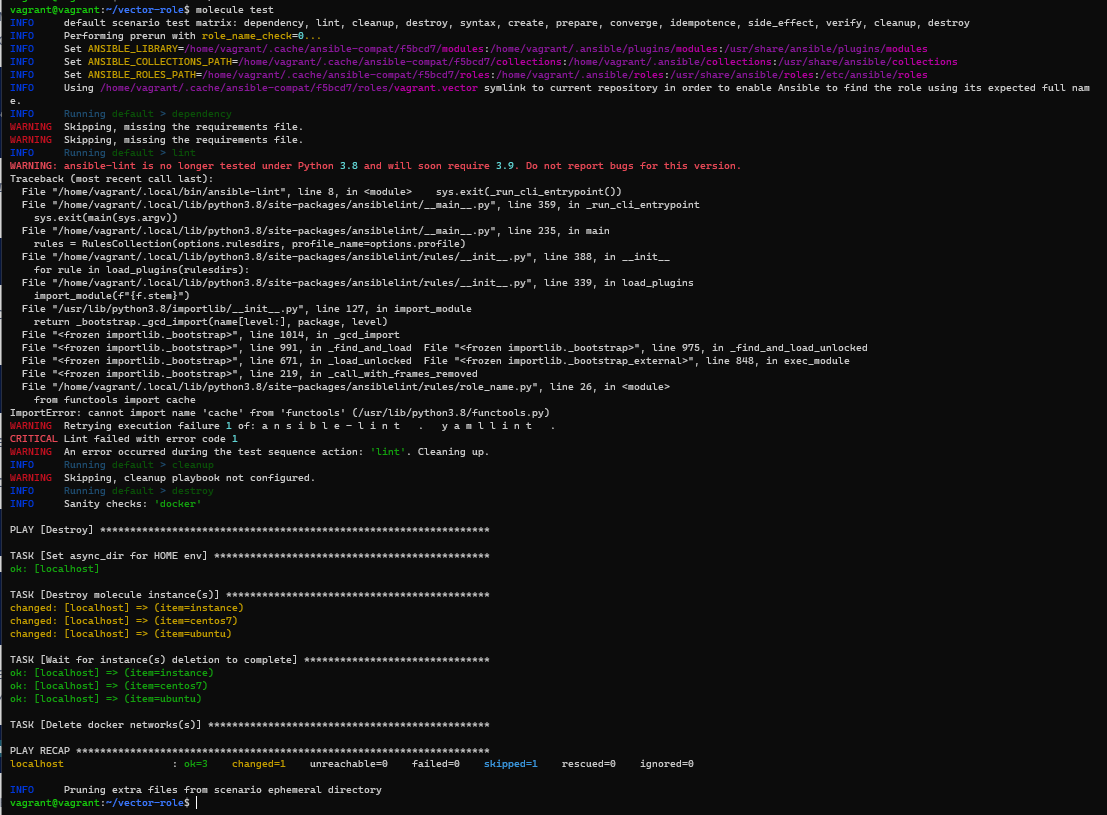 vagrant@vagrant:~/vector-role$ molecule test
INFO     default scenario test matrix: dependency, lint, cleanup, destroy, syntax, create, prepare, converge, idempotence, side_effect, verify, cleanup, destroy
INFO     Performing prerun with role_name_check=0...
INFO     Set ANSIBLE_LIBRARY=/home/vagrant/.cache/ansible-compat/f5bcd7/modules:/home/vagrant/.ansible/plugins/modules:/usr/share/ansible/plugins/modules
INFO     Set ANSIBLE_COLLECTIONS_PATH=/home/vagrant/.cache/ansible-compat/f5bcd7/collections:/home/vagrant/.ansible/collections:/usr/share/ansible/collections
INFO     Set ANSIBLE_ROLES_PATH=/home/vagrant/.cache/ansible-compat/f5bcd7/roles:/home/vagrant/.ansible/roles:/usr/share/ansible/roles:/etc/ansible/roles
INFO     Using /home/vagrant/.cache/ansible-compat/f5bcd7/roles/vagrant.vector symlink to current repository in order to enable Ansible to find the role using its expected full nam
e.
INFO     Running default > dependency
WARNING  Skipping, missing the requirements file.
WARNING  Skipping, missing the requirements file.
INFO     Running default > lint
WARNING: ansible-lint is no longer tested under Python 3.8 and will soon require 3.9. Do not report bugs for this version.
Traceback (most recent call last):
  File "/home/vagrant/.local/bin/ansible-lint", line 8, in <module>    sys.exit(_run_cli_entrypoint())
  File "/home/vagrant/.local/lib/python3.8/site-packages/ansiblelint/__main__.py", line 359, in _run_cli_entrypoint
    sys.exit(main(sys.argv))
  File "/home/vagrant/.local/lib/python3.8/site-packages/ansiblelint/__main__.py", line 235, in main
    rules = RulesCollection(options.rulesdirs, profile_name=options.profile)
  File "/home/vagrant/.local/lib/python3.8/site-packages/ansiblelint/rules/__init__.py", line 388, in __init__
    for rule in load_plugins(rulesdirs):
  File "/home/vagrant/.local/lib/python3.8/site-packages/ansiblelint/rules/__init__.py", line 339, in load_plugins
    import_module(f"{f.stem}")
  File "/usr/lib/python3.8/importlib/__init__.py", line 127, in import_module
    return _bootstrap._gcd_import(name[level:], package, level)
  File "<frozen importlib._bootstrap>", line 1014, in _gcd_import
  File "<frozen importlib._bootstrap>", line 991, in _find_and_load  File "<frozen importlib._bootstrap>", line 975, in _find_and_load_unlocked
  File "<frozen importlib._bootstrap>", line 671, in _load_unlocked  File "<frozen importlib._bootstrap_external>", line 848, in exec_module
  File "<frozen importlib._bootstrap>", line 219, in _call_with_frames_removed
  File "/home/vagrant/.local/lib/python3.8/site-packages/ansiblelint/rules/role_name.py", line 26, in <module>
    from functools import cache
ImportError: cannot import name 'cache' from 'functools' (/usr/lib/python3.8/functools.py)
WARNING  Retrying execution failure 1 of: a n s i b l e - l i n t   .   y a m l l i n t   .
CRITICAL Lint failed with error code 1
WARNING  An error occurred during the test sequence action: 'lint'. Cleaning up.
INFO     Running default > cleanup
WARNING  Skipping, cleanup playbook not configured.
INFO     Running default > destroy
INFO     Sanity checks: 'docker'
PLAY [Destroy] *****************************************************************
TASK [Set async_dir for HOME env] **********************************************
ok: [localhost]
TASK [Destroy molecule instance(s)] ********************************************
changed: [localhost] => (item=instance)
changed: [localhost] => (item=centos7)
changed: [localhost] => (item=ubuntu)
TASK [Wait for instance(s) deletion to complete] *******************************
ok: [localhost] => (item=instance)
ok: [localhost] => (item=centos7)
ok: [localhost] => (item=ubuntu)
TASK [Delete docker networks(s)] ***********************************************
PLAY RECAP *********************************************************************
localhost                  : ok=3    changed=1    unreachable=0    failed=0    skipped=1    rescued=0    ignored=0
INFO     Pruning extra files from scenario ephemeral directory
vagrant@vagrant:~/vector-role$